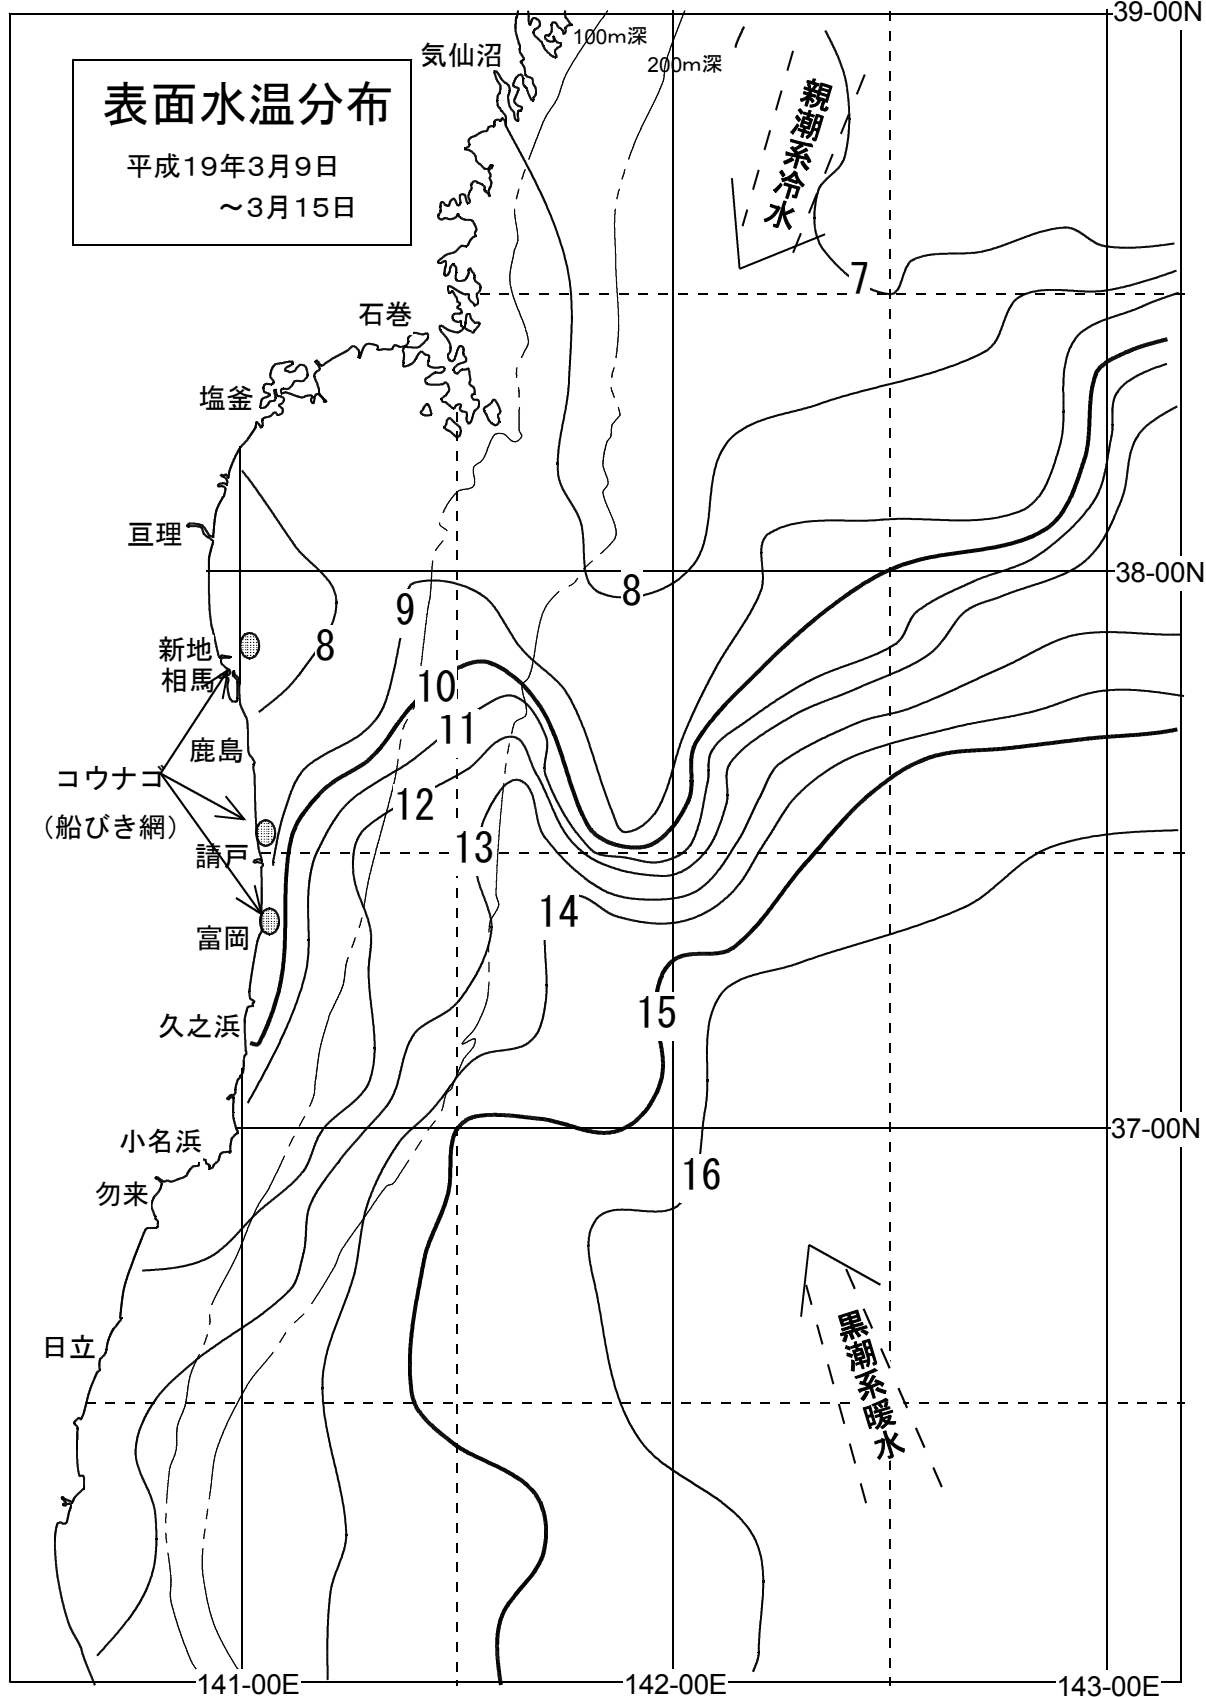 39-00N
100m深
気仙沼
200m深
表面水温分布
平成19年3月9日
～3月15日
親潮系冷水
7
石巻
塩釜
亘理
38-00N
8
9
新地
8
相馬
10
11
鹿島
コウナゴ
12
（船びき網）
13
請戸
14
富岡
15
久之浜
37-00N
小名浜
16
勿来
黒潮系暖水
日立
141-00E
142-00E
143-00E